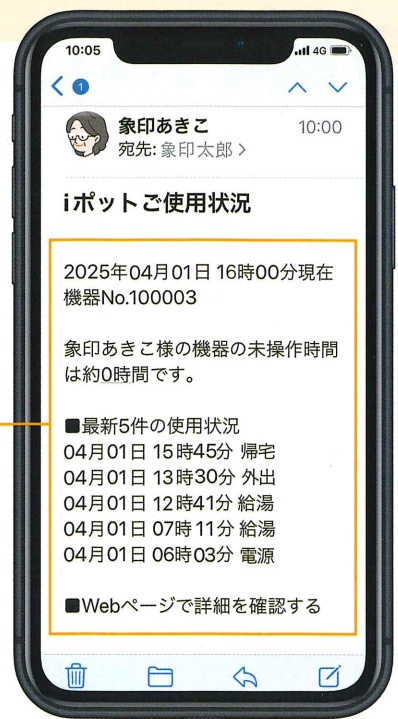 10:05
4G
1
象印あきこ 10:00
宛先: 象印太郎 >
iポットご使用状況
2025年04月01日 16時00分現在
機器No.100003
象印あきこ様の機器の未操作時間
は約0時間です。
■最新5件の使用状況
04月01日 15時45分 帰宅
04月01日 13時30分 外出
04月01日 12時41分 給湯
04月01日 07時11分 給湯
04月01日 06時03分 電源
■Webページで詳細を確認する